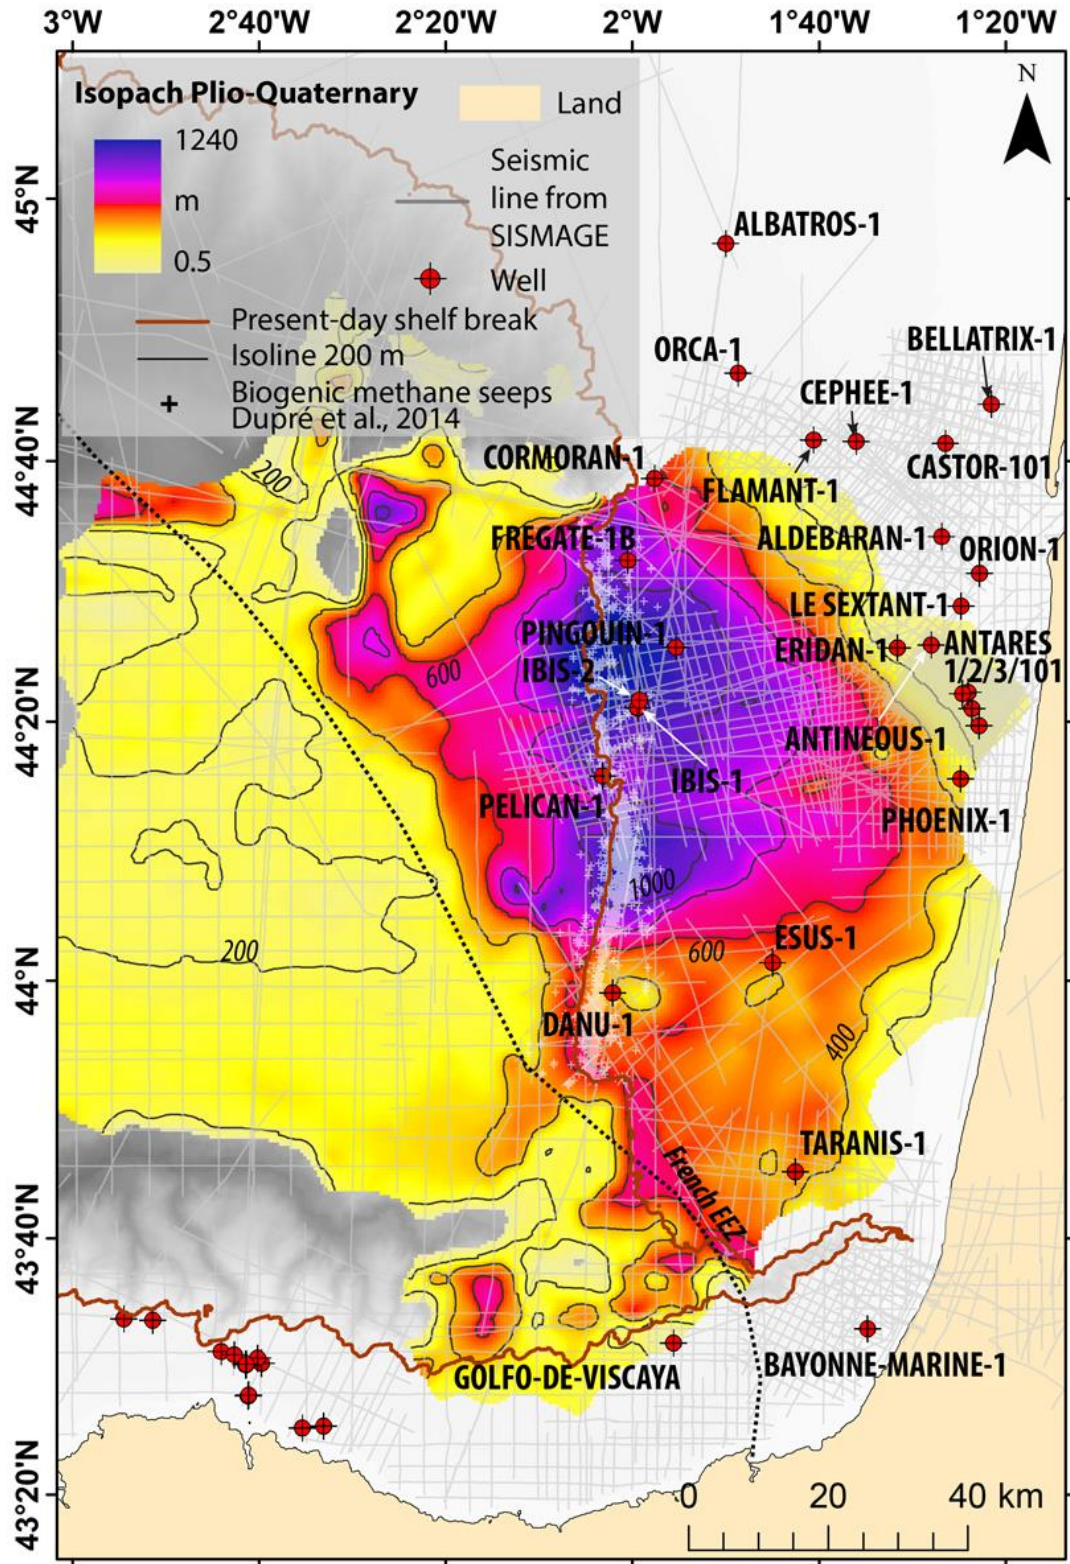 3°W 2°40'W 2°20'W 2°0'W 1°40'W 1°20'W
Isopach Plio-Quaternary
1240
m
0.5
Land
Seismic
line from
SISMAGE
Well
Present-day shelf break
Isoline 200 m
Biogenic methane seeps
Dupré et al., 2014
N
45°N
44°40'N
44°20'N
44°N
43°40'N
43°20'N
ALBATROS-1
ORCA-1
BELLATRIX-1
CEPHEE-1
CORMORAN-1
CASTOR-101
FLAMANT-1
200
FREGATE-1B
ALDEBARAN-1
ORION-1
LE SEXTANT-1
PINGOUIN-1
ERIDAN-1
ANTARES
1/2/3/101
IBIS-2
600
ANTINEOUS-1
IBIS-1
PELICAN-1
PHOENIX-1
1000
200
600
ESUS-1
DANU-1
400
TARANIS-1
French EEZ
GOLFO-DE-VISCAYA
BAYONNE-MARINE-1
0 20 40 km